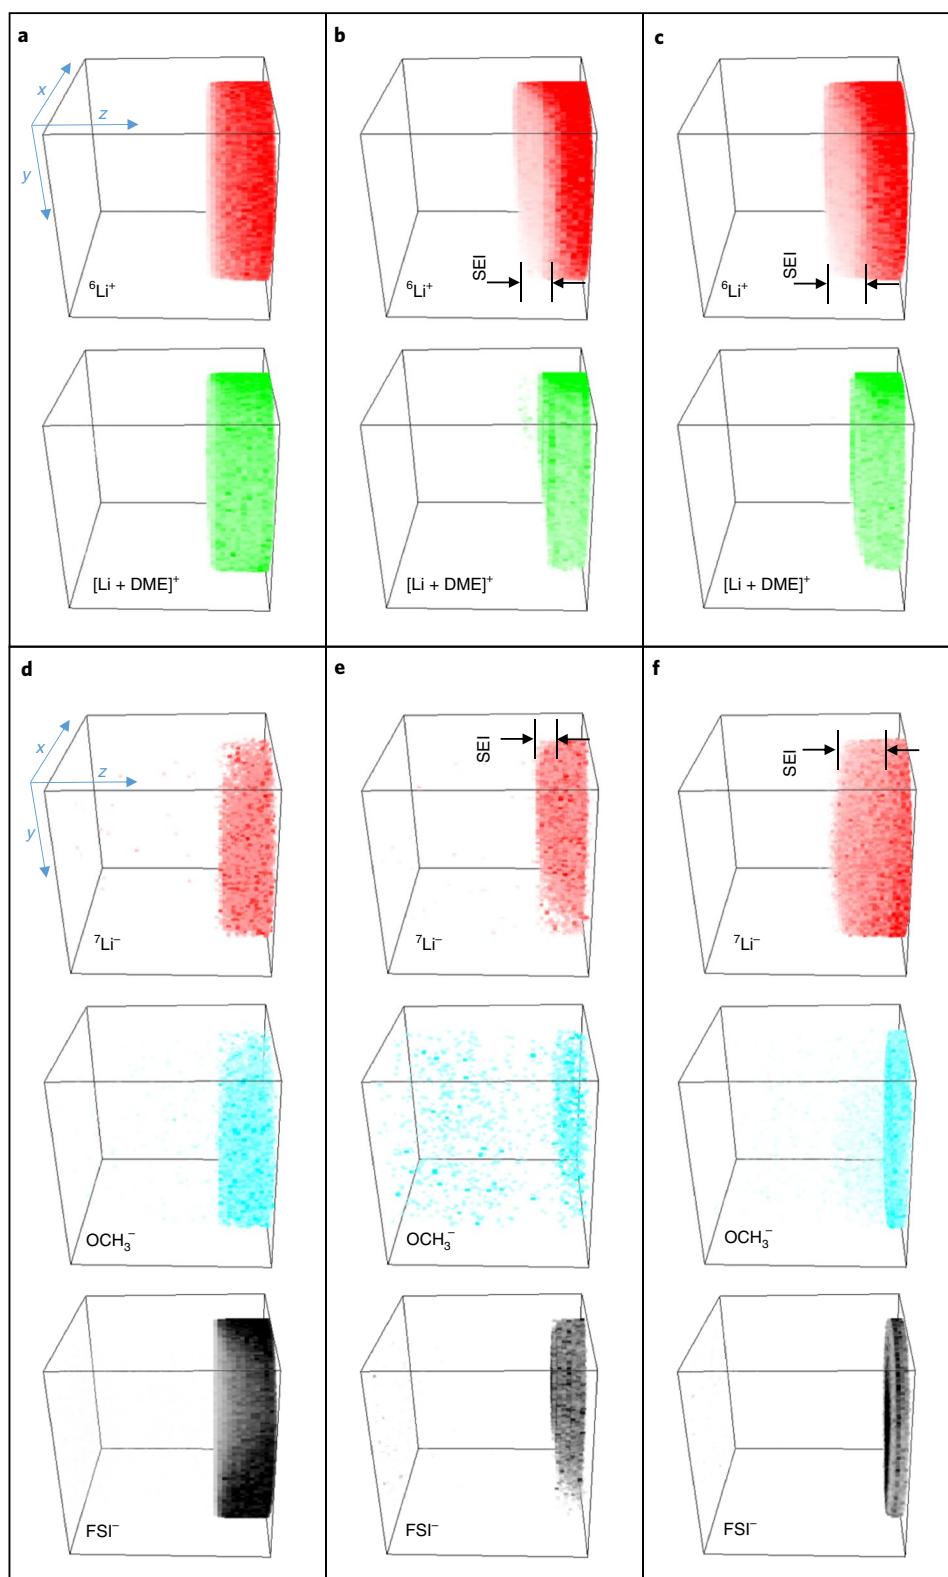 a
b
c
x
z
y
SEI
SEI
⁶Li⁺
⁶Li⁺
⁶Li⁺
[Li + DME]⁺
[Li + DME]⁺
[Li + DME]⁺
d
e
f
x
z
y
SEI
SEI
⁷Li⁻
⁷Li⁻
⁷Li⁻
OCH₃⁻
OCH₃⁻
OCH₃⁻
FSI⁻
FSI⁻
FSI⁻